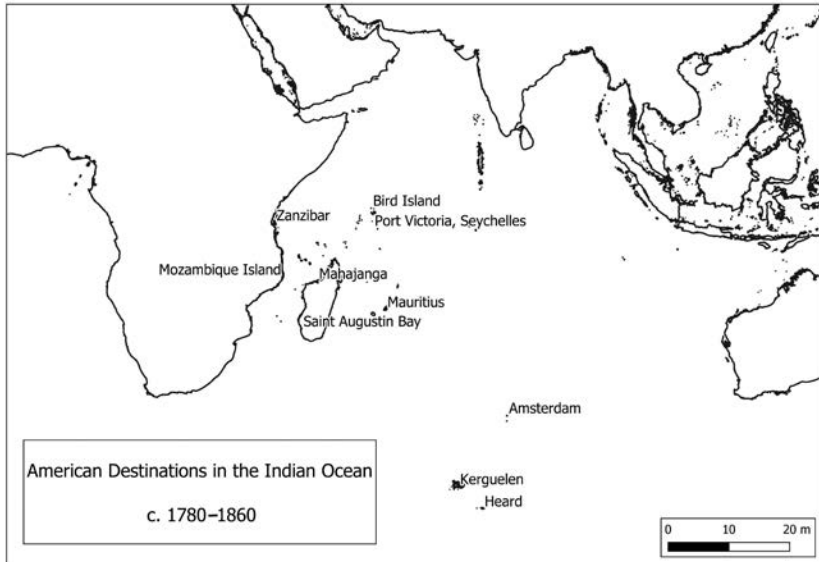 Bird Island
Zanzibar
Port Victoria, Seychelles
Mozambique Island
Mahajanga
Mauritius
Saint Augustin Bay
Amsterdam
American Destinations in the Indian Ocean
c. 1780–1860
Kerguelen
Heard
0 10 20 m